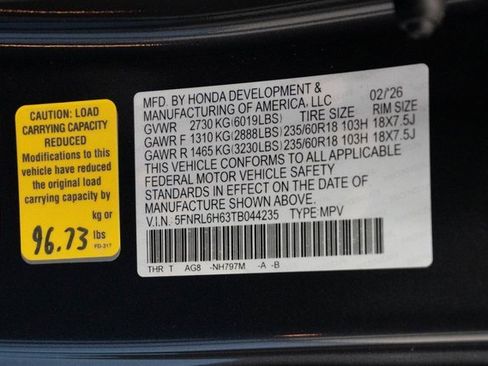 CAUTION: LOAD
CARRYING CAPACITY
REDUCED
Modifications to this
vehicle have reduced
the original load
carrying capacity by
kg or
96.73 lbs
FD-217
MFD. BY HONDA DEVELOPMENT &
MANUFACTURING OF AMERICA, LLC 02/26
GVWR 2730 KG (6019LBS) TIRE SIZE RIM SIZE
GAWR F 1310 KG (2888LBS) 235/60R18 103H 18X7.5J
GAWR R 1465 KG (3230LBS) 235/60R18 103H 18X7.5J
THIS VEHICLE CONFORMS TO ALL APPLICABLE
FEDERAL MOTOR VEHICLE SAFETY
STANDARDS IN EFFECT ON THE DATE OF
MANUFACTURE SHOWN ABOVE.
V.I.N. 5FNRL6H63TB044235 TYPE: MPV
THR T AG8 -NH797M -A -B